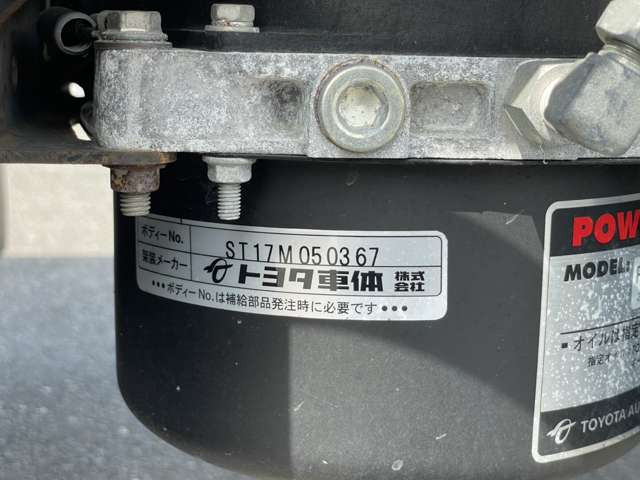 ボディーNo. ST17M050367
架装メーカー トヨタ車体 株式会社
•••ボディーNo.は補給部品発注時に必要です•••
POW
MODEL:
▪オイルは指
指定オ
TOYOTA AU